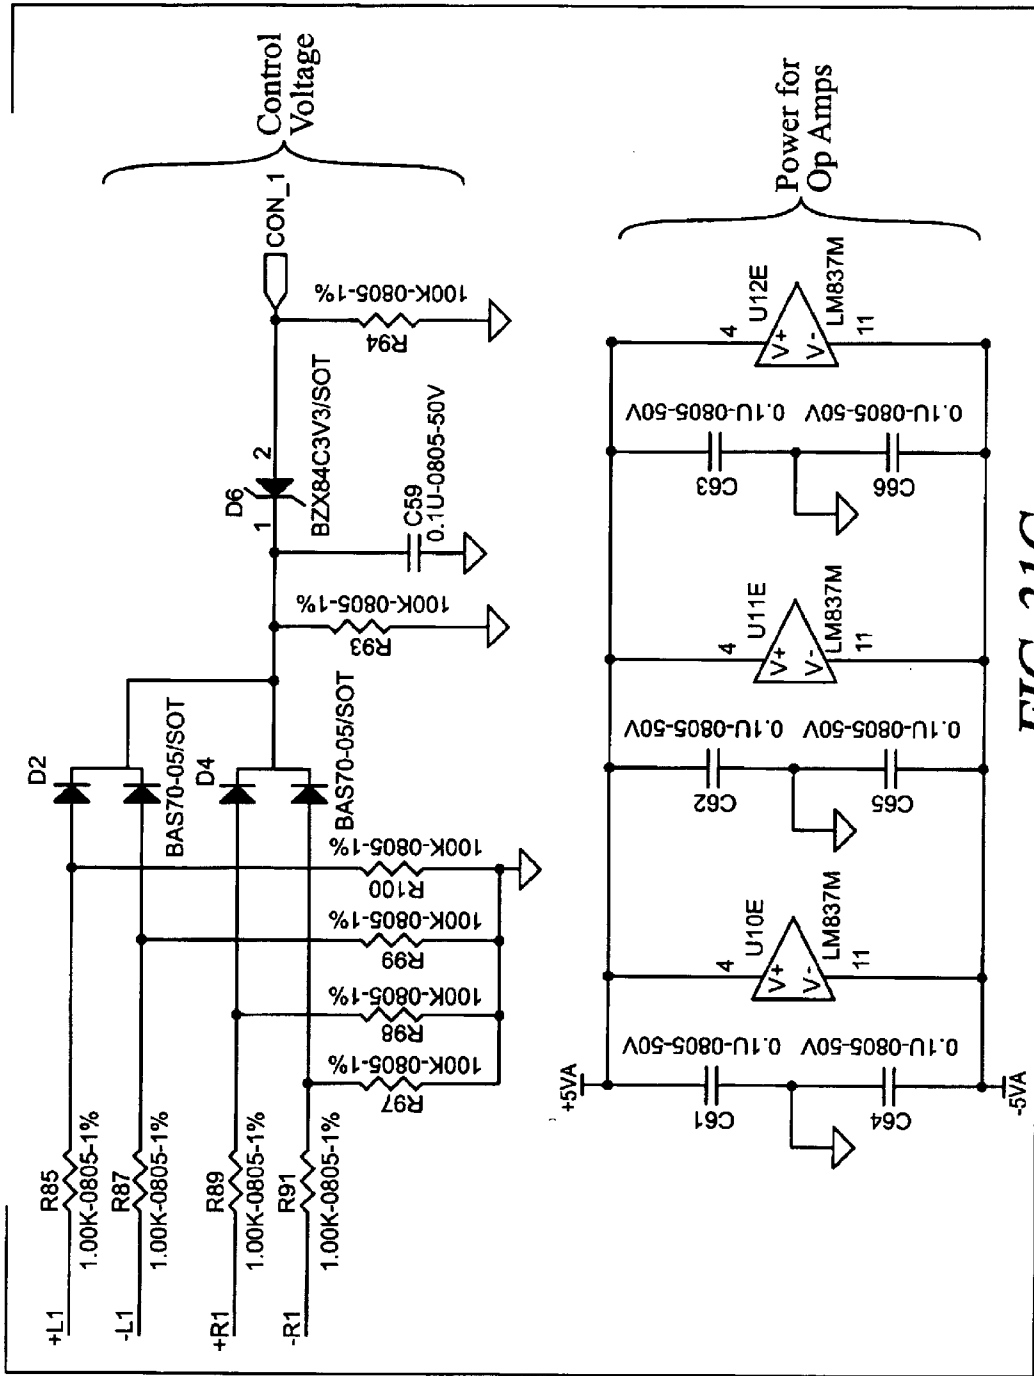 +L1
R85
1.00K-0805-1%
-L1
R87
1.00K-0805-1%
+R1
R89
1.00K-0805-1%
-R1
R91
1.00K-0805-1%
R97
100K-0805-1%
R98
100K-0805-1%
R99
100K-0805-1%
R100
100K-0805-1%
D2
BAS70-05/SOT
D4
BAS70-05/SOT
R93
100K-0805-1%
C59
0.1U-0805-50V
D6
1
2
BZX84C3V3/SOT
R94
100K-0805-1%
CON_1
Control
Voltage
+5VA
-5VA
C61
0.1U-0805-50V
C64
0.1U-0805-50V
U10E
4
V+
V-
11
LM837M
C62
0.1U-0805-50V
C65
0.1U-0805-50V
U11E
4
V+
V-
11
LM837M
C63
0.1U-0805-50V
C66
0.1U-0805-50V
U12E
4
V+
V-
11
LM837M
Power for
Op Amps
FIG. 21C